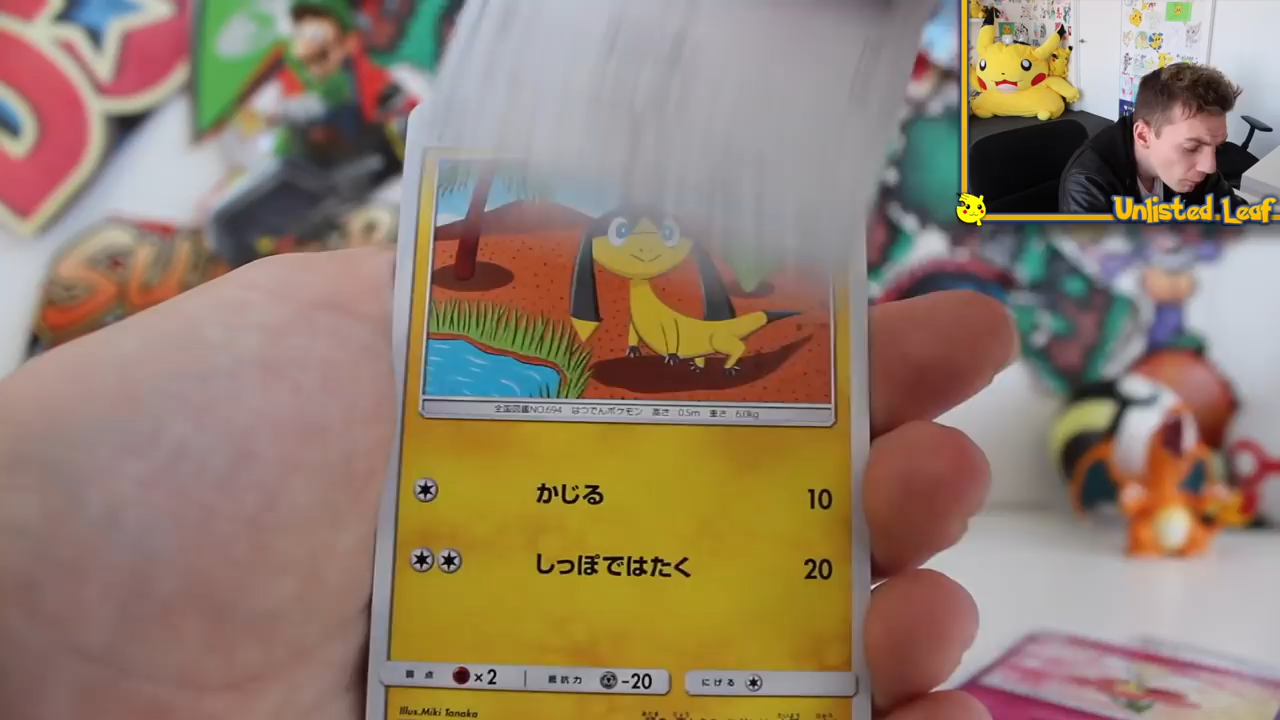 Unlisted.Leaf
全国図鑑NO.694 はつでんポケモン 高さ 0.5m 重さ 6.0kg
かじる 10
しっぽではたく 20
弱点 ×2 抵抗力 -20 にげる
Illus.Miki Tanaka